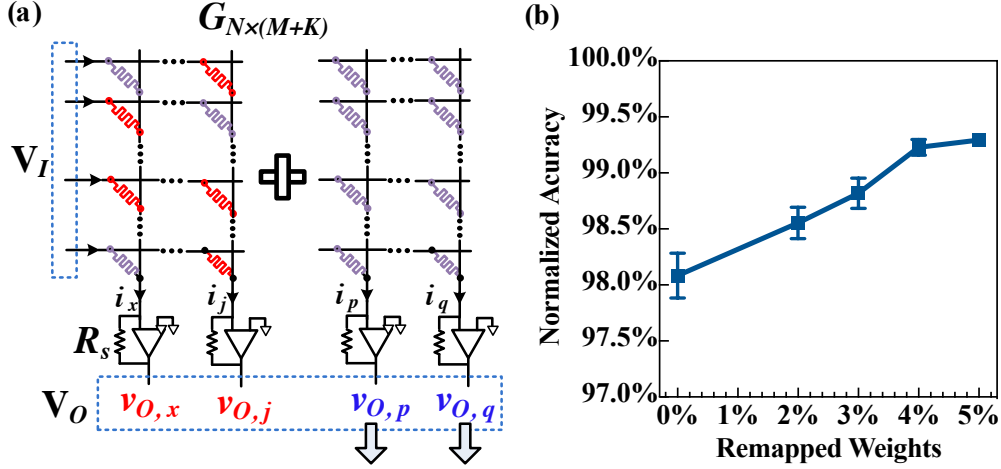 (a)
G_{N×(M+K)}
V_I
i_x
i_j
i_p
i_q
R_s
V_O
v_{O,x}
v_{O,j}
v_{O,p}
v_{O,q}
(b)
Normalized Acuracy
100.0%
99.5%
99.0%
98.5%
98.0%
97.5%
97.0%
0% 1% 2% 3% 4% 5%
Remapped Weights